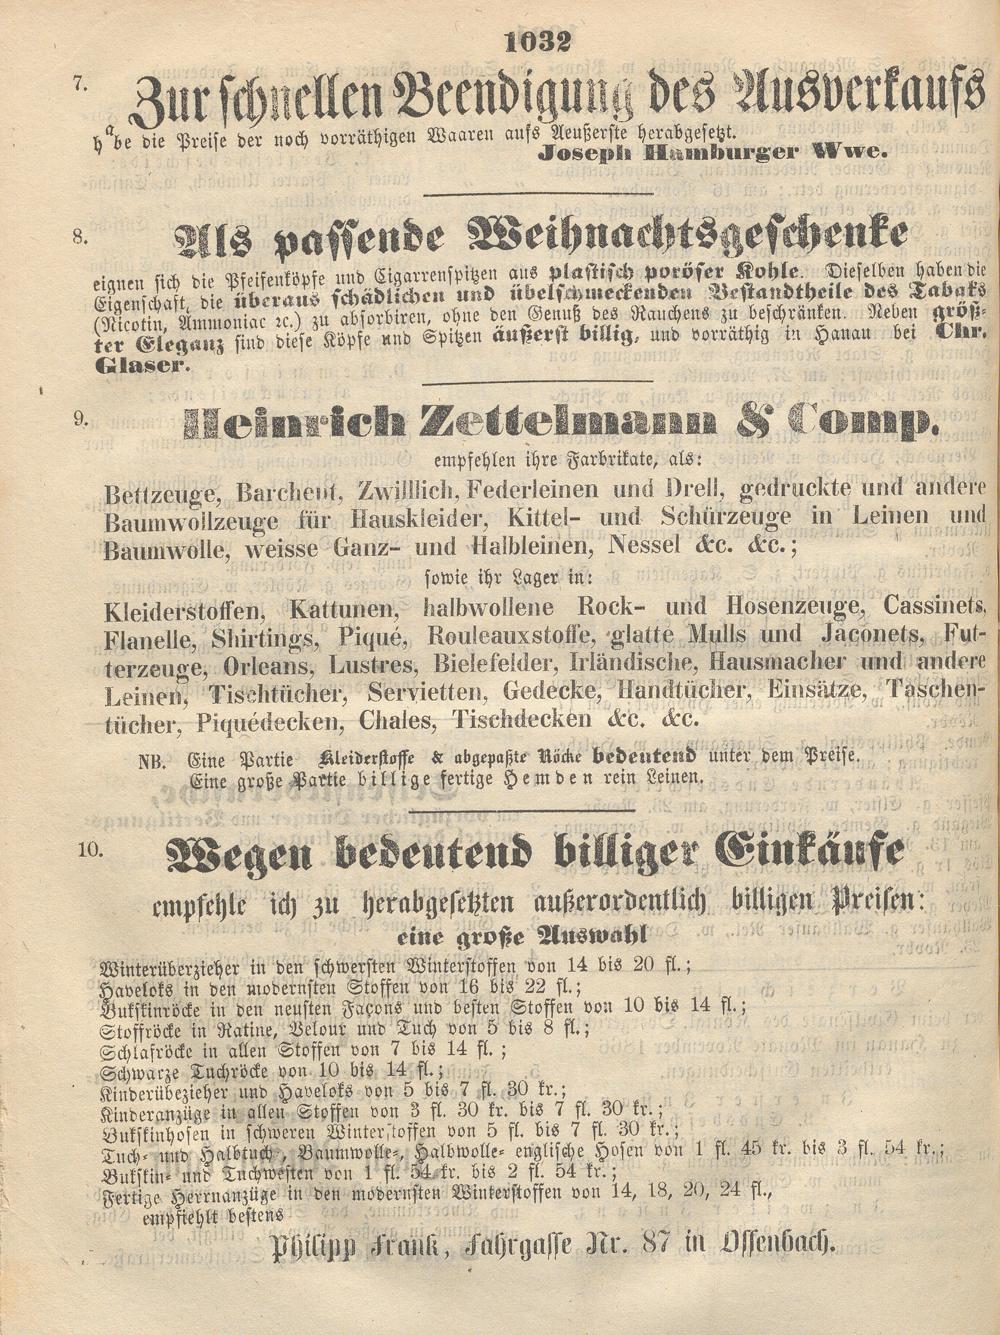 1032
7. Zur schnellen Beendigung des Ausverkaufs
habe die Preise der noch vorräthigen Waaren aufs Aeußerste herabgesetzt.
Joseph Hamburger Wwe.
8. Als passende Weihnachtsgeschenke
eignen sich die Pfeifenköpfe und Cigarrenspitzen aus plastisch poröser Kohle. Dieselben haben die
Eigenschaft, die überaus schädlichen und übelschmeckenden Bestandtheile des Tabaks
(Nicotin, Ammoniac ꝛc.) zu absorbiren, ohne den Genuß des Rauchens zu beschränken. Neben größ-
ter Eleganz sind diese Köpfe und Spitzen äußerst billig, und vorräthig in Hanau bei Chr.
Glaser.
9. Heinrich Zettelmann & Comp.
empfehlen ihre Farbrikate, als:
Bettzeuge, Barchent, Zwilllich, Federleinen und Drell, gedruckte und andere
Baumwollzeuge für Hauskleider, Kittel- und Schürzeuge in Leinen und
Baumwolle, weisse Ganz- und Halbleinen, Nessel &c. &c.;
sowie ihr Lager in:
Kleiderstoffen, Kattunen, halbwollene Rock- und Hosenzeuge, Cassinets,
Flanelle, Shirtings, Piqué, Rouleauxstoffe, glatte Mulls und Jaconets, Fut-
terzeuge, Orleans, Lustres, Bielefelder, Irländische, Hausmacher und andere
Leinen, Tischtücher, Servietten, Gedecke, Handtücher, Einsätze, Taschen-
tücher, Piquédecken, Chales, Tischdecken &c. &c.
NB. Eine Partie Kleiderstoffe & abgepaßte Röcke bedeutend unter dem Preise.
Eine große Partie billige fertige Hemden rein Leinen.
10. Wegen bedeutend billiger Einkäufe
empfehle ich zu herabgesetzten außerordentlich billigen Preisen:
eine große Auswahl
Winterüberzieher in den schwersten Winterstoffen von 14 bis 20 fl.;
Haveloks in den modernsten Stoffen von 16 bis 22 fl.;
Bukskinröcke in den neusten Façons und besten Stoffen von 10 bis 14 fl.;
Stoffröcke in Ratine, Velour und Tuch von 5 bis 8 fl.;
Schlafröcke in allen Stoffen von 7 bis 14 fl.;
Schwarze Tuchröcke von 10 bis 14 fl.;
Kinderübezieher und Haveloks von 5 bis 7 fl. 30 kr.;
Kinderanzüge in allen Stoffen von 3 fl. 30 kr. bis 7 fl. 30 kr.;
Bukskinhosen in schweren Winterstoffen von 5 fl. bis 7 fl. 30 kr.;
Tuch- und Halbtuch-, Baumwolle-, Halbwolle- englische Hosen von 1 fl. 45 kr. bis 3 fl. 54 kr.;
Bukskin- und Tuchwesten von 1 fl. 54 kr. bis 2 fl. 54 kr.;
Fertige Herrnanzüge in den modernsten Winterstoffen von 14, 18, 20, 24 fl.,
empfiehlt bestens
Philipp Frank, Fahrgasse Nr. 87 in Offenbach.